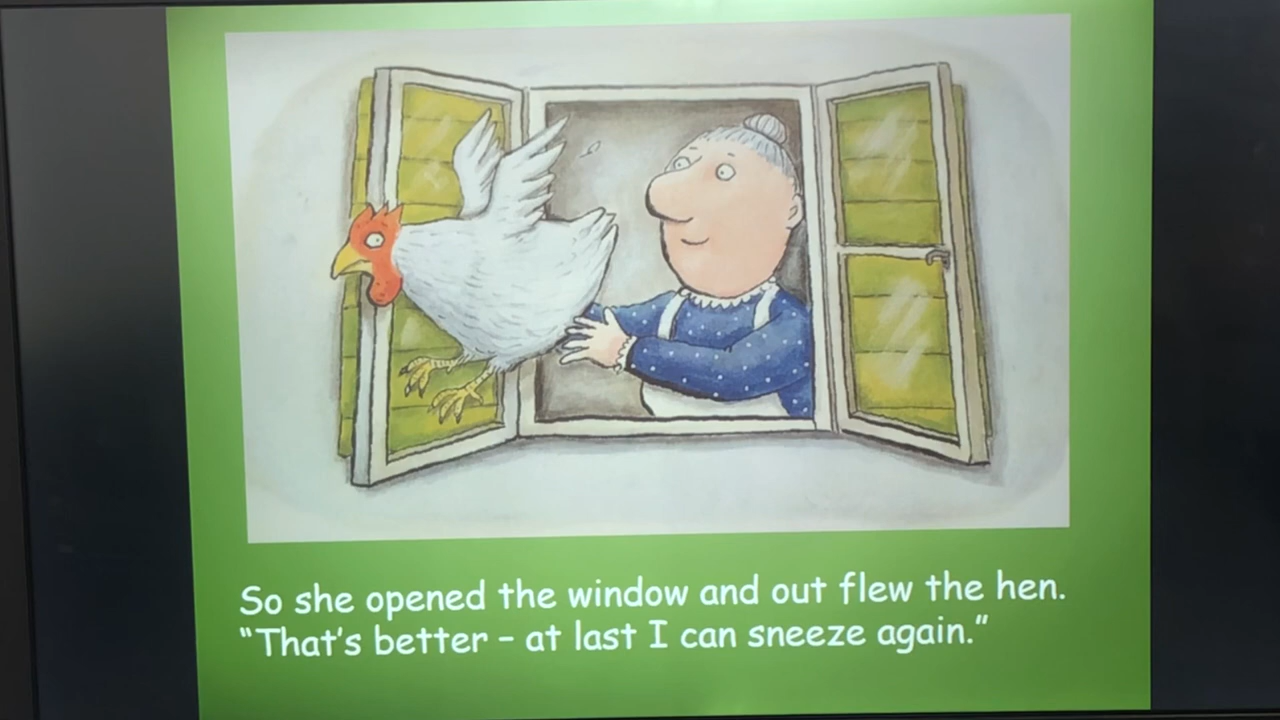 So she opened the window and out flew the hen.
“That’s better – at last I can sneeze again.”